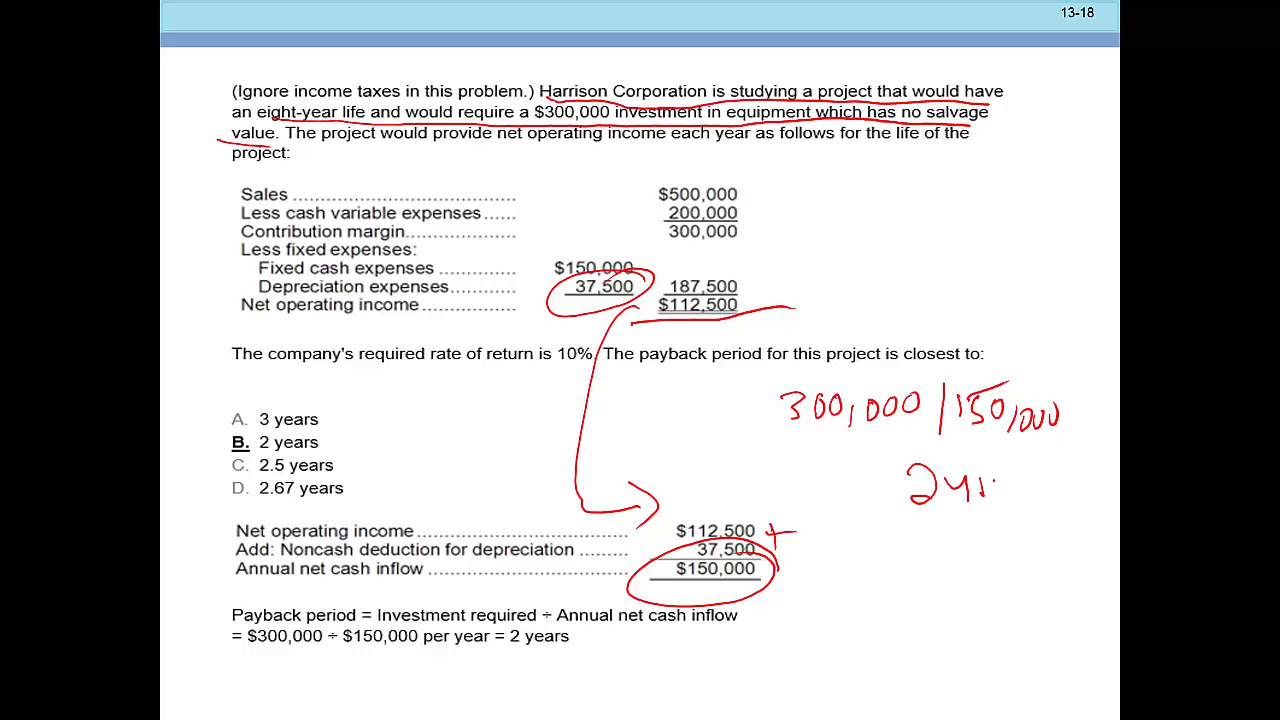 13-18
(Ignore income taxes in this problem.) Harrison Corporation is studying a project that would have
an eight-year life and would require a $300,000 investment in equipment which has no salvage
value. The project would provide net operating income each year as follows for the life of the
project:
Sales ........................................ $500,000
Less cash variable expenses ...... 200,000
Contribution margin.................... 300,000
Less fixed expenses:
Fixed cash expenses .............. $150,000
Depreciation expenses............ 37,500 187,500
Net operating income ................. $112,500
The company's required rate of return is 10%. The payback period for this project is closest to:
300,000 / 150,000
A. 3 years
B. 2 years
C. 2.5 years
D. 2.67 years
2 yrs
Net operating income ..................................... $112,500 +
Add: Noncash deduction for depreciation ......... 37,500
Annual net cash inflow ................................... $150,000
Payback period = Investment required ÷ Annual net cash inflow
= $300,000 ÷ $150,000 per year = 2 years